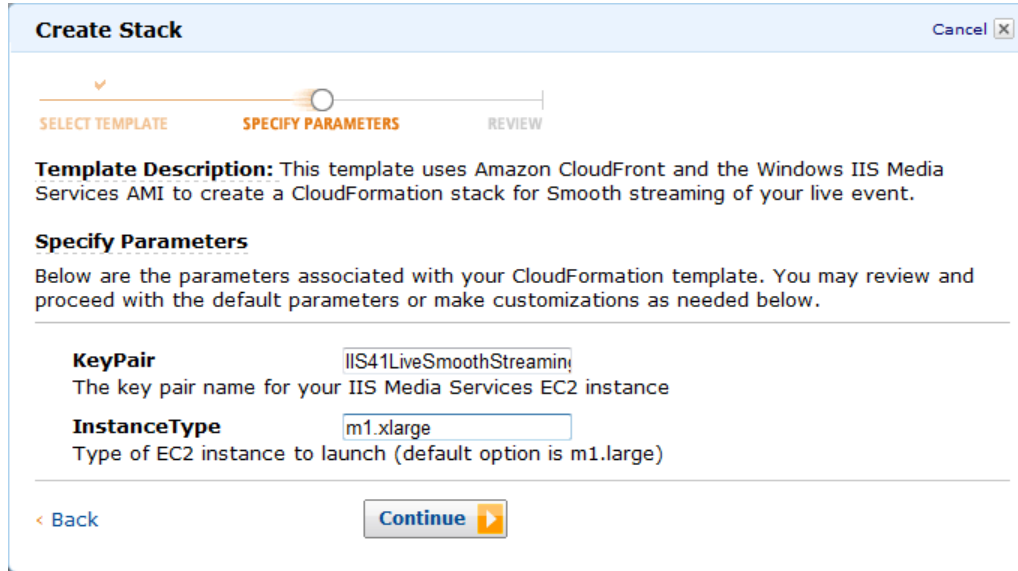 Create Stack
Cancel
SELECT TEMPLATE
SPECIFY PARAMETERS
REVIEW
Template Description: This template uses Amazon CloudFront and the Windows IIS Media
Services AMI to create a CloudFormation stack for Smooth streaming of your live event.
Specify Parameters
Below are the parameters associated with your CloudFormation template. You may review and
proceed with the default parameters or make customizations as needed below.
KeyPair IIS41LiveSmoothStreaming
The key pair name for your IIS Media Services EC2 instance
InstanceType m1.xlarge
Type of EC2 instance to launch (default option is m1.large)
< Back
Continue